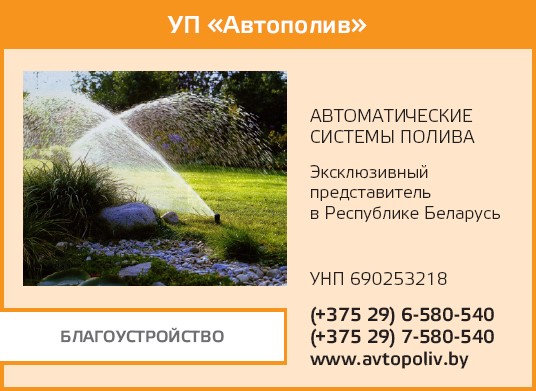 УП «Автополив»
АВТОМАТИЧЕСКИЕ
СИСТЕМЫ ПОЛИВА
Эксклюзивный
представитель
в Республике Беларусь
УНП 690253218
(+375 29) 6-580-540
(+375 29) 7-580-540
www.avtopoliv.by
БЛАГОУСТРОЙСТВО